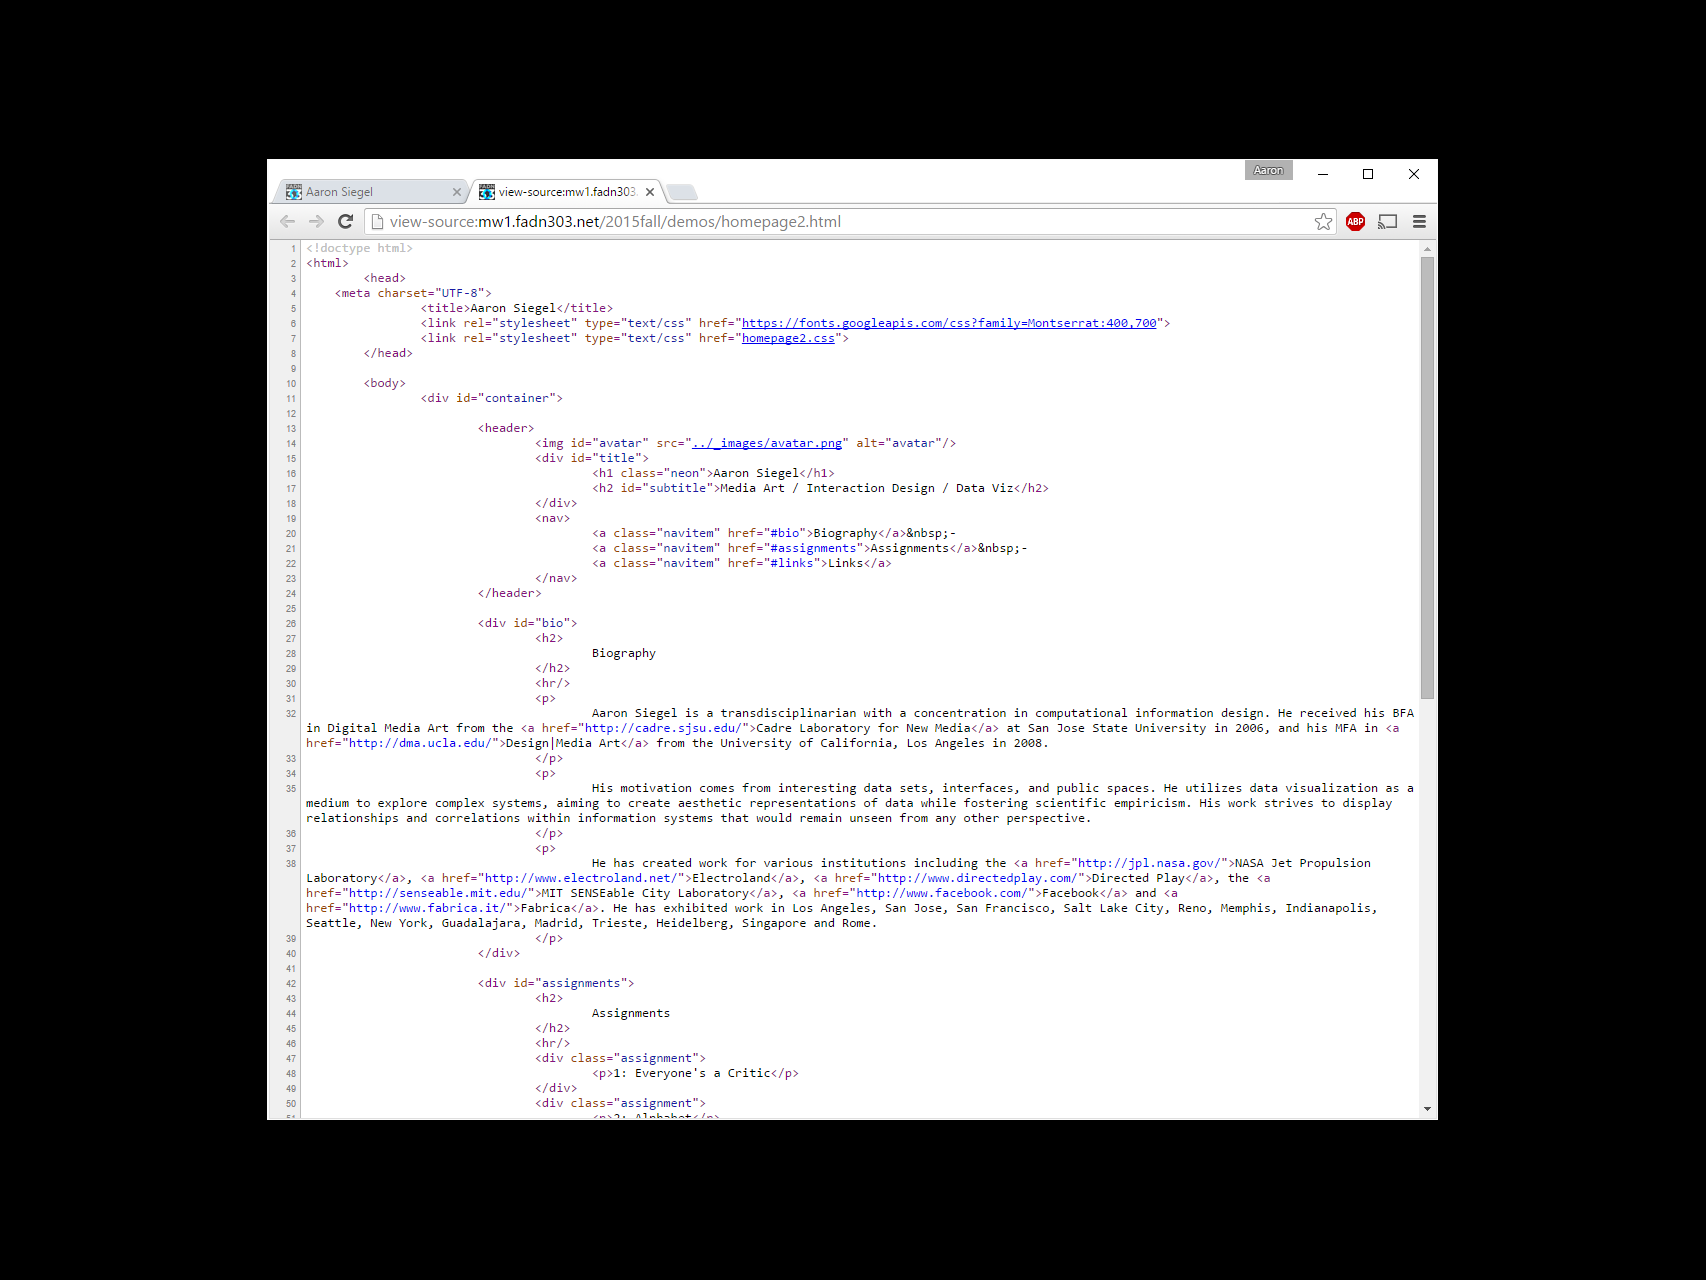 Aaron
Aaron Siegel
view-source:mw1.fadn303.
view-source:mw1.fadn303.net/2015fall/demos/homepage2.html
ABP
1 <!doctype html>
2 <html>
3 <head>
4 <meta charset="UTF-8">
5 <title>Aaron Siegel</title>
6 <link rel="stylesheet" type="text/css" href="https://fonts.googleapis.com/css?family=Montserrat:400,700">
7 <link rel="stylesheet" type="text/css" href="homepage2.css">
8 </head>
9
10 <body>
11 <div id="container">
12
13 <header>
14 <img id="avatar" src="../_images/avatar.png" alt="avatar"/>
15 <div id="title">
16 <h1 class="neon">Aaron Siegel</h1>
17 <h2 id="subtitle">Media Art / Interaction Design / Data Viz</h2>
18 </div>
19 <nav>
20 <a class="navitem" href="#bio">Biography</a>&nbsp;-
21 <a class="navitem" href="#assignments">Assignments</a>&nbsp;-
22 <a class="navitem" href="#links">Links</a>
23 </nav>
24 </header>
25
26 <div id="bio">
27 <h2>
28 Biography
29 </h2>
30 <hr/>
31 <p>
32 Aaron Siegel is a transdisciplinarian with a concentration in computational information design. He received his BFA
in Digital Media Art from the <a href="http://cadre.sjsu.edu/">Cadre Laboratory for New Media</a> at San Jose State University in 2006, and his MFA in <a
href="http://dma.ucla.edu/">Design|Media Art</a> from the University of California, Los Angeles in 2008.
33 </p>
34 <p>
35 His motivation comes from interesting data sets, interfaces, and public spaces. He utilizes data visualization as a
medium to explore complex systems, aiming to create aesthetic representations of data while fostering scientific empiricism. His work strives to display
relationships and correlations within information systems that would remain unseen from any other perspective.
36 </p>
37 <p>
38 He has created work for various institutions including the <a href="http://jpl.nasa.gov/">NASA Jet Propulsion
Laboratory</a>, <a href="http://www.electroland.net/">Electroland</a>, <a href="http://www.directedplay.com/">Directed Play</a>, the <a
href="http://senseable.mit.edu/">MIT SENSEable City Laboratory</a>, <a href="http://www.facebook.com/">Facebook</a> and <a
href="http://www.fabrica.it/">Fabrica</a>. He has exhibited work in Los Angeles, San Jose, San Francisco, Salt Lake City, Reno, Memphis, Indianapolis,
Seattle, New York, Guadalajara, Madrid, Trieste, Heidelberg, Singapore and Rome.
39 </p>
40 </div>
41
42 <div id="assignments">
43 <h2>
44 Assignments
45 </h2>
46 <hr/>
47 <div class="assignment">
48 <p>1: Everyone's a Critic</p>
49 </div>
50 <div class="assignment">
51 <p>2: Alphabet</p>